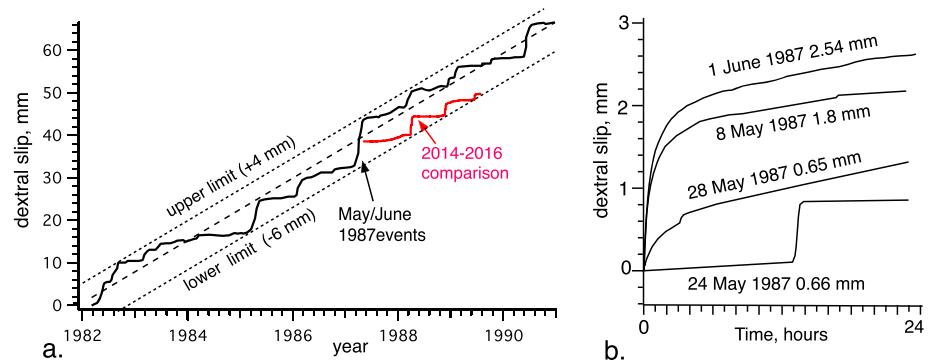 60
50
40
30
20
10
0
dextral slip, mm
upper limit (+4 mm)
lower limit (-6 mm)
2014-2016
comparison
May/June
1987events
1982
1984
1986
1988
1990
year
a.
3
2
1
0
dextral slip, mm
1 June 1987 2.54 mm
8 May 1987 1.8 mm
28 May 1987 0.65 mm
24 May 1987 0.66 mm
0
24
Time, hours
b.